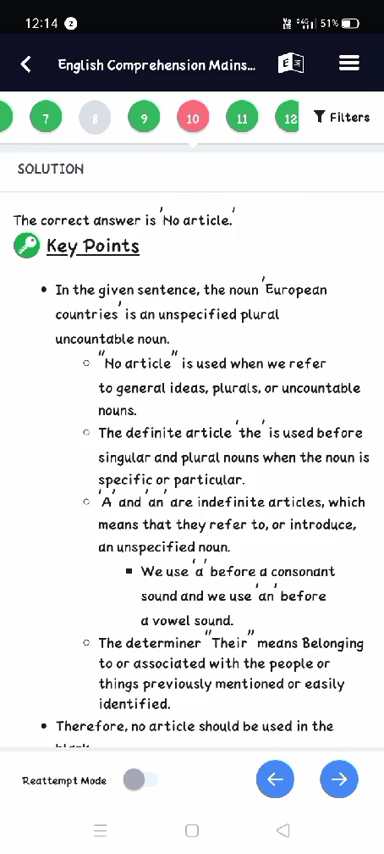 12:14 2 51%
English Comprehension Mains...
7 8 9 10 11 12 Filters
SOLUTION
The correct answer is 'No article.'
Key Points
In the given sentence, the noun 'European
countries' is an unspecified plural
uncountable noun.
"No article" is used when we refer
to general ideas, plurals, or uncountable
nouns.
The definite article 'the' is used before
singular and plural nouns when the noun is
specific or particular.
'A' and 'an' are indefinite articles, which
means that they refer to, or introduce,
an unspecified noun.
We use 'a' before a consonant
sound and we use 'an' before
a vowel sound.
The determiner "Their" means Belonging
to or associated with the people or
things previously mentioned or easily
identified.
Therefore, no article should be used in the
Reattempt Mode